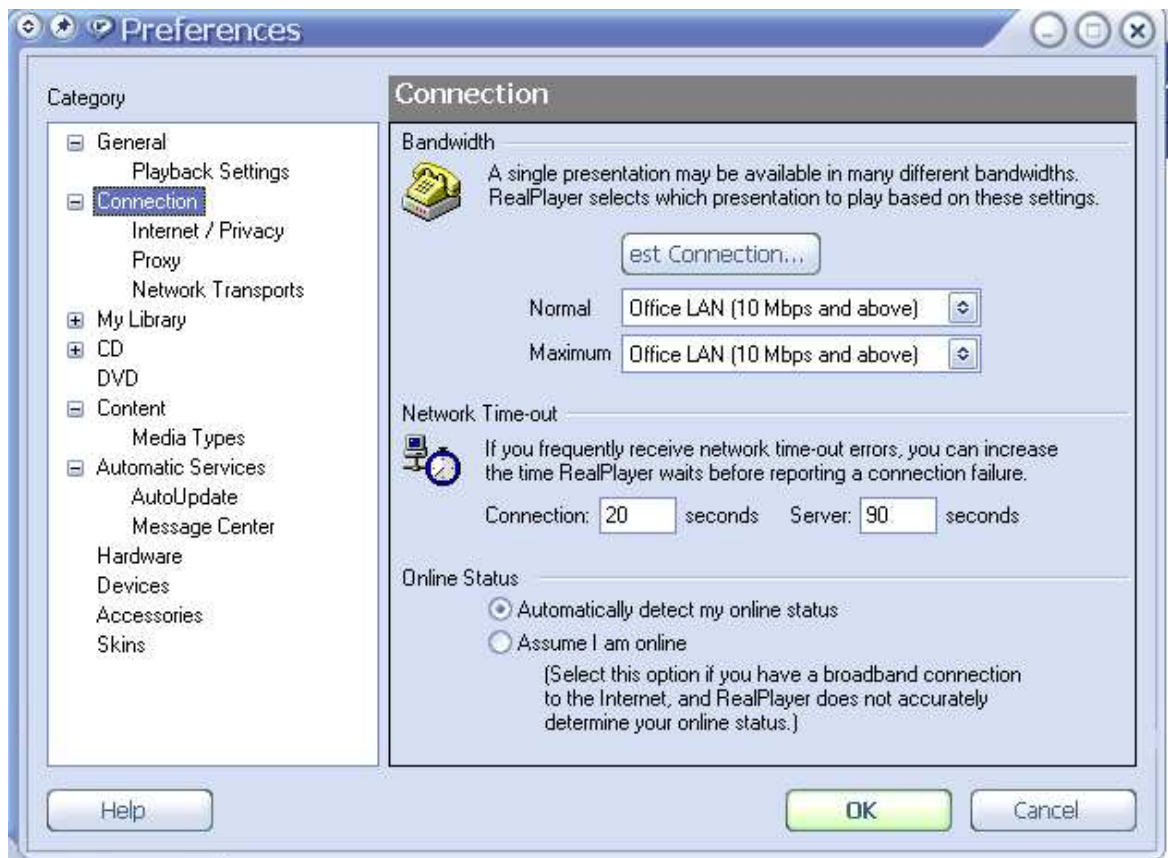 Preferences
Category
General
Playback Settings
Connection
Internet / Privacy
Proxy
Network Transports
My Library
CD
DVD
Content
Media Types
Automatic Services
AutoUpdate
Message Center
Hardware
Devices
Accessories
Skins
Connection
Bandwidth
A single presentation may be available in many different bandwidths.
RealPlayer selects which presentation to play based on these settings.
est Connection...
Normal Office LAN (10 Mbps and above)
Maximum Office LAN (10 Mbps and above)
Network Time-out
If you frequently receive network time-out errors, you can increase
the time RealPlayer waits before reporting a connection failure.
Connection: 20 seconds Server: 90 seconds
Online Status
Automatically detect my online status
Assume I am online
(Select this option if you have a broadband connection
to the Internet, and RealPlayer does not accurately
determine your online status.)
Help OK Cancel